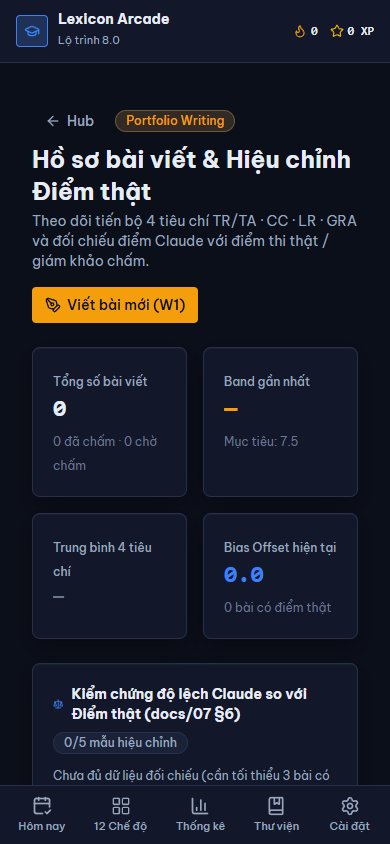 Lexicon Arcade
Lộ trình 8.0
0
0 XP
Hub
Portfolio Writing
Hồ sơ bài viết & Hiệu chỉnh
Điểm thật
Theo dõi tiến bộ 4 tiêu chí TR/TA · CC · LR · GRA
và đối chiếu điểm Claude với điểm thi thật /
giám khảo chấm.
Viết bài mới (W1)
Tổng số bài viết
0
0 đã chấm · 0 chờ
chấm
Band gần nhất
—
Mục tiêu: 7.5
Trung bình 4 tiêu
chí
—
Bias Offset hiện tại
0.0
0 bài có điểm thật
Kiểm chứng độ lệch Claude so với
Điểm thật (docs/07 §6)
0/5 mẫu hiệu chỉnh
Chưa đủ dữ liệu đối chiếu (cần tối thiểu 3 bài có
Hôm nay
12 Chế độ
Thống kê
Thư viện
Cài đặt